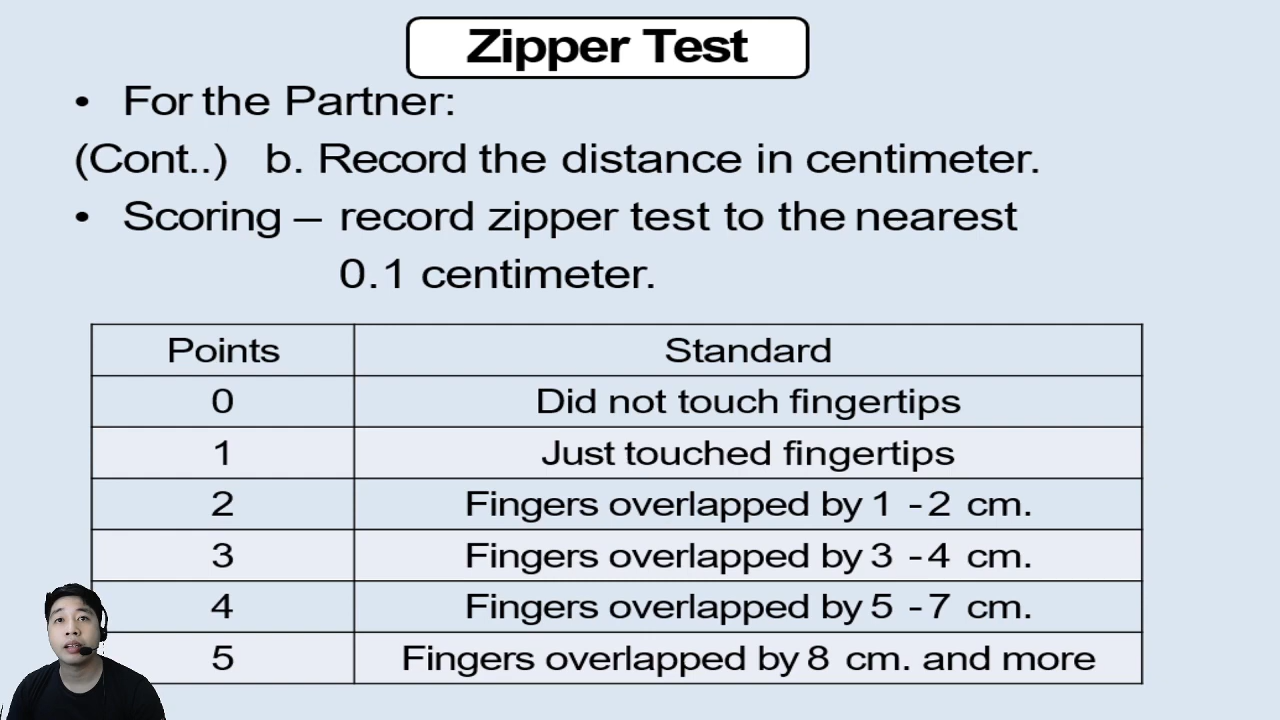 Zipper Test
• For the Partner:
(Cont..) b. Record the distance in centimeter.
• Scoring – record zipper test to the nearest
0.1 centimeter.
Points Standard
0 Did not touch fingertips
1 Just touched fingertips
2 Fingers overlapped by 1 -2 cm.
3 Fingers overlapped by 3 -4 cm.
4 Fingers overlapped by 5 -7 cm.
5 Fingers overlapped by 8 cm. and more